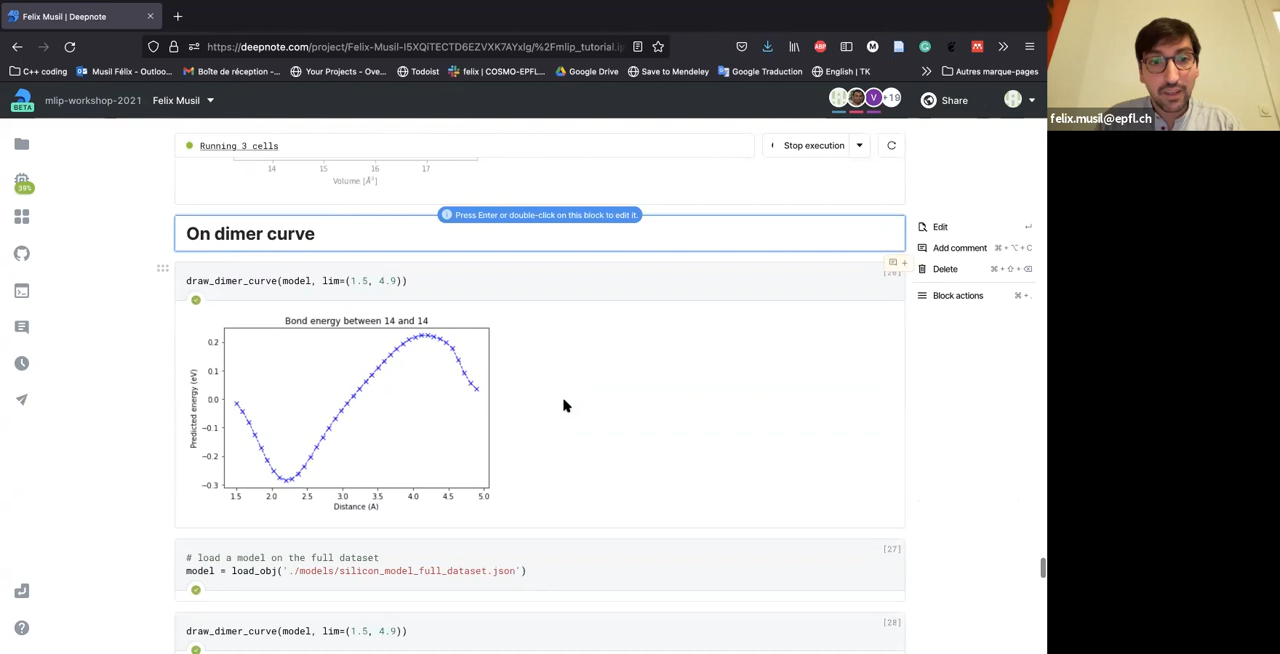 Felix Musil | Deepnote
https://deepnote.com/project/Felix-Musil-I5XQiTECTD6EZVXK7AYxIg/%2Fmlip_tutorial.ip
C++ coding
Musil Félix - Outloo...
Boîte de réception -...
Your Projects - Ove...
Todoist
felix | COSMO-EPFL...
Google Drive
Save to Mendeley
Google Traduction
English | TK
Autres marque-pages
BETA
mlip-workshop-2021
Felix Musil
V
+19
Share
felix.musil@epfl.ch
39%
Running 3 cells
Stop execution
14 15 16 17
Volume [Å³]
Press Enter or double-click on this block to edit it.
On dimer curve
Edit
Add comment ⌘ + ⌥ + C
Delete ⌘ + ⇧ + ⌫
Block actions ⌘ + .
draw_dimer_curve(model, lim=(1.5, 4.9))
[26]
Bond energy between 14 and 14
Predicted energy (eV)
0.2
0.1
0.0
−0.1
−0.2
−0.3
1.5 2.0 2.5 3.0 3.5 4.0 4.5 5.0
Distance (A)
# load a model on the full dataset
[27]
model = load_obj('./models/silicon_model_full_dataset.json')
draw_dimer_curve(model, lim=(1.5, 4.9))
[28]